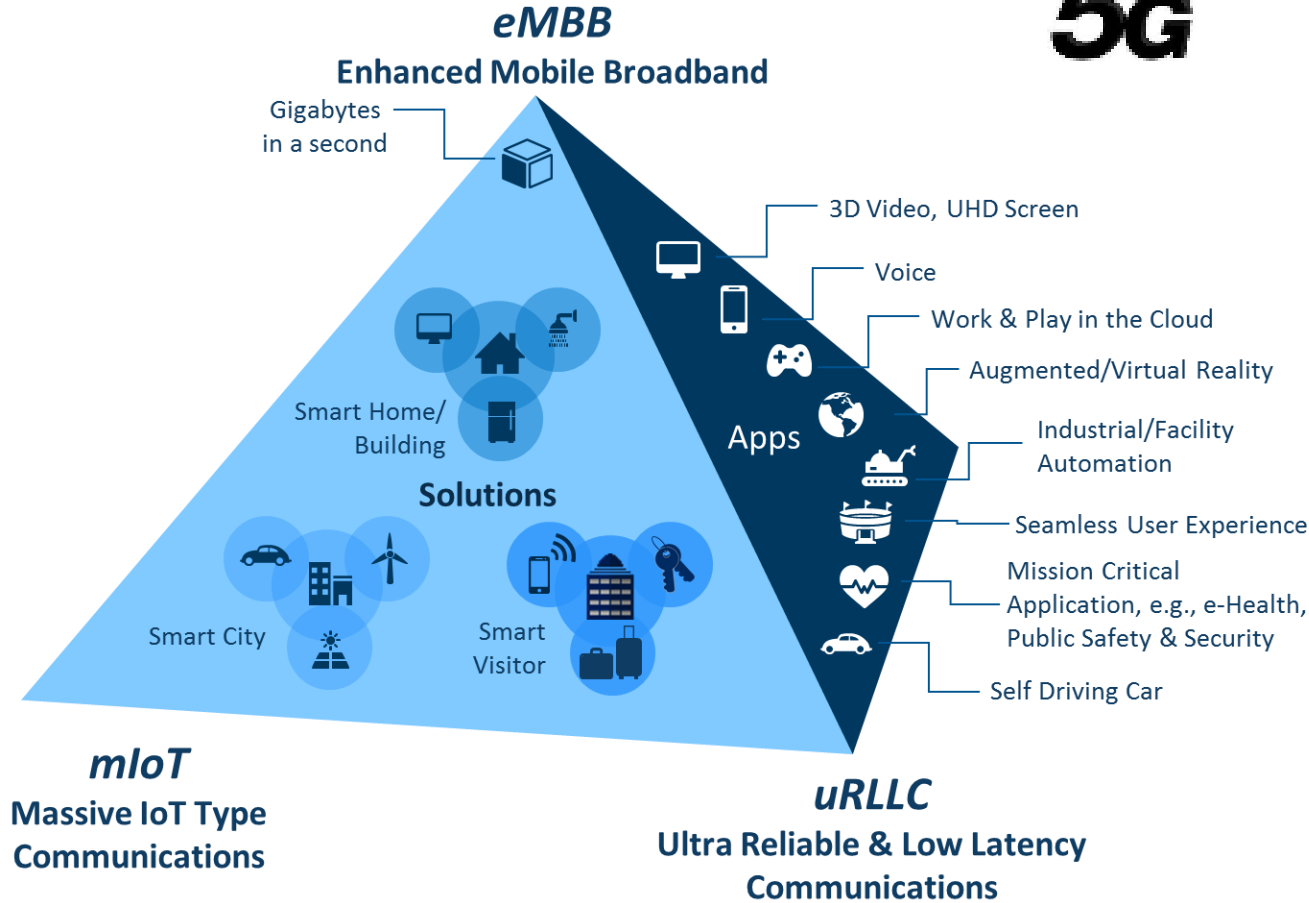 5G
eMBB
Enhanced Mobile Broadband
Gigabytes
in a second
3D Video, UHD Screen
Voice
Work & Play in the Cloud
Augmented/Virtual Reality
Apps
Industrial/Facility
Automation
Smart Home/
Building
Solutions
Seamless User Experience
Mission Critical
Application, e.g., e-Health,
Public Safety & Security
Smart City
Smart
Visitor
Self Driving Car
mIoT
Massive IoT Type
Communications
uRLLC
Ultra Reliable & Low Latency
Communications